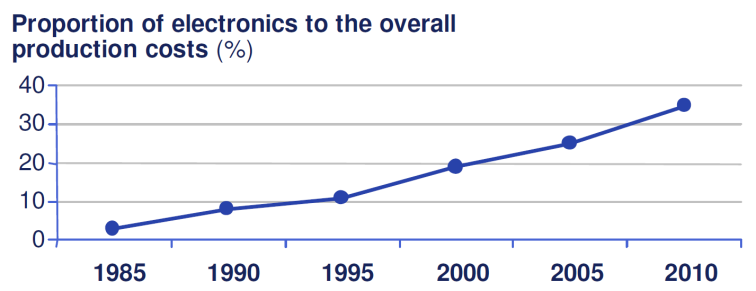 Proportion of electronics to the overall
production costs (%)
40
30
20
10
0
1985 1990 1995 2000 2005 2010